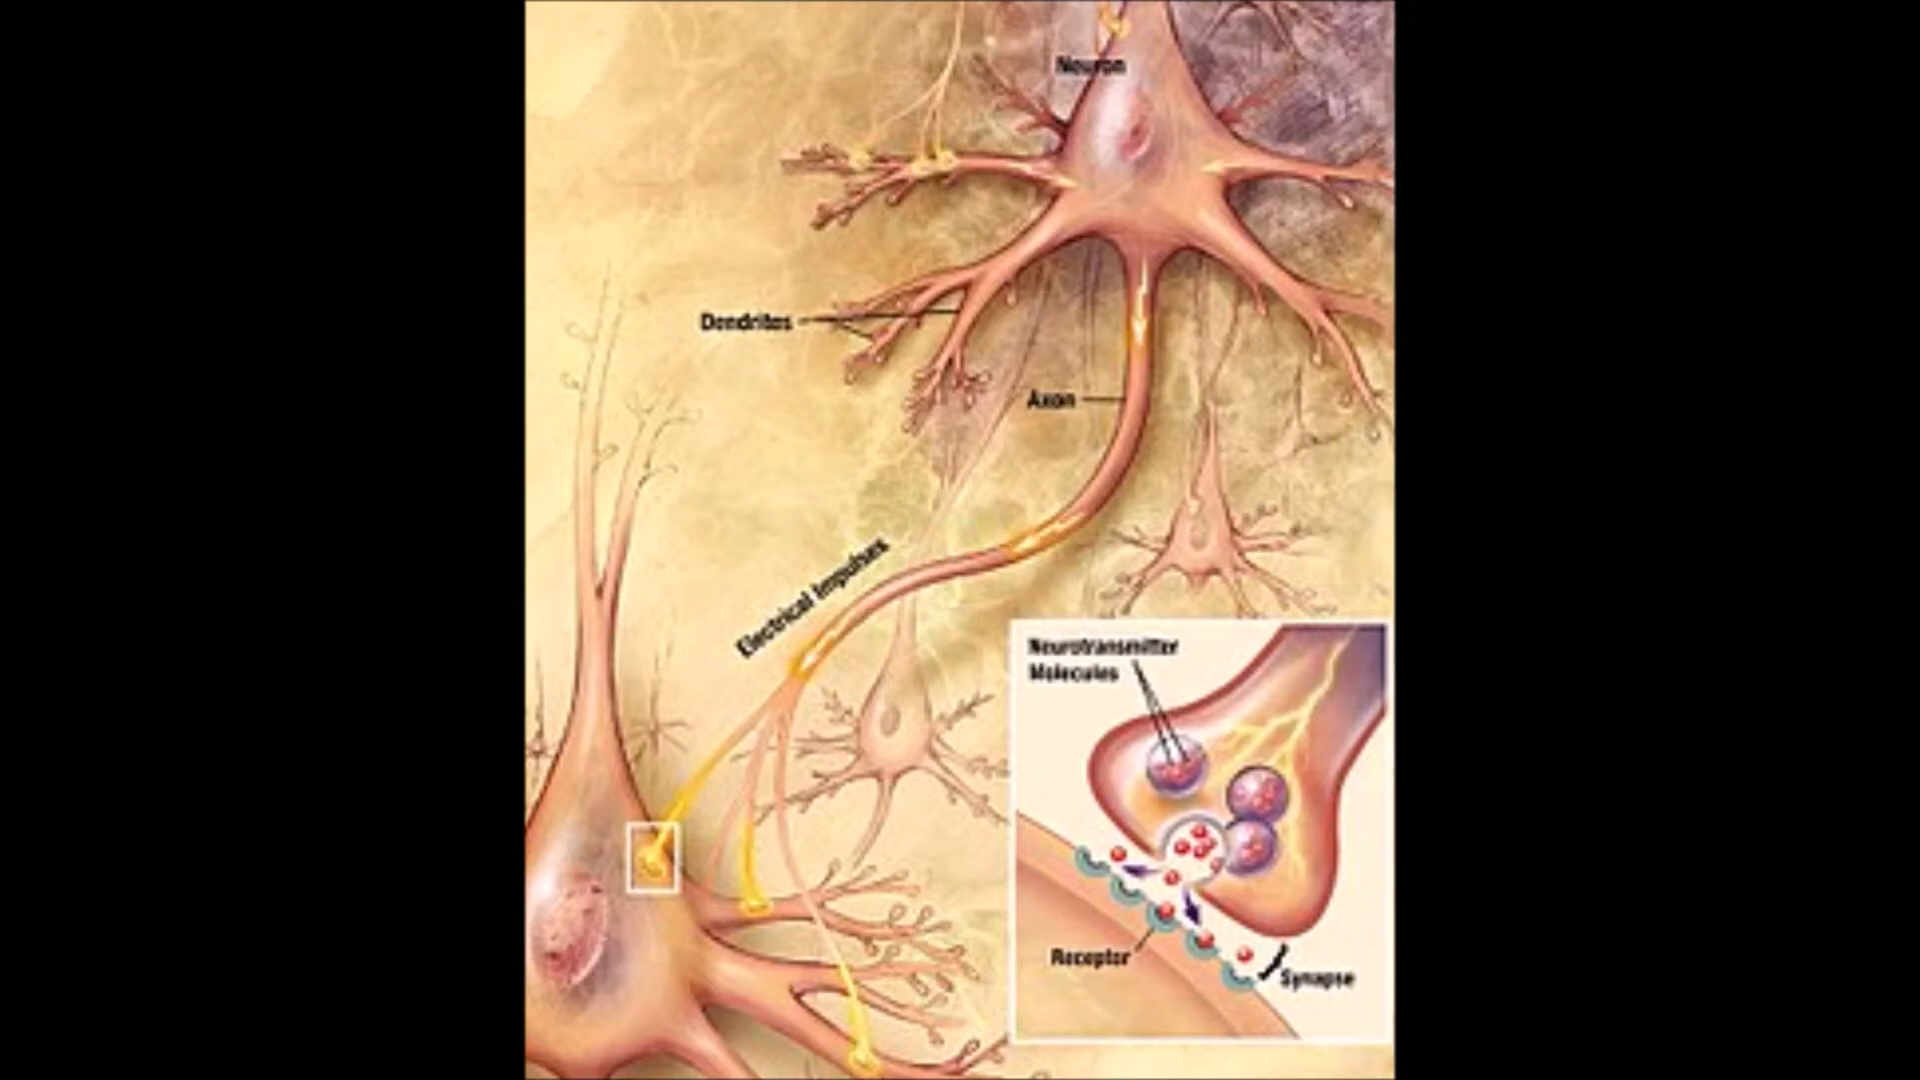 Neuron
Dendrites
Axon
Electrical Impulses
Neurotransmitter
Molecules
Receptor
Synapse